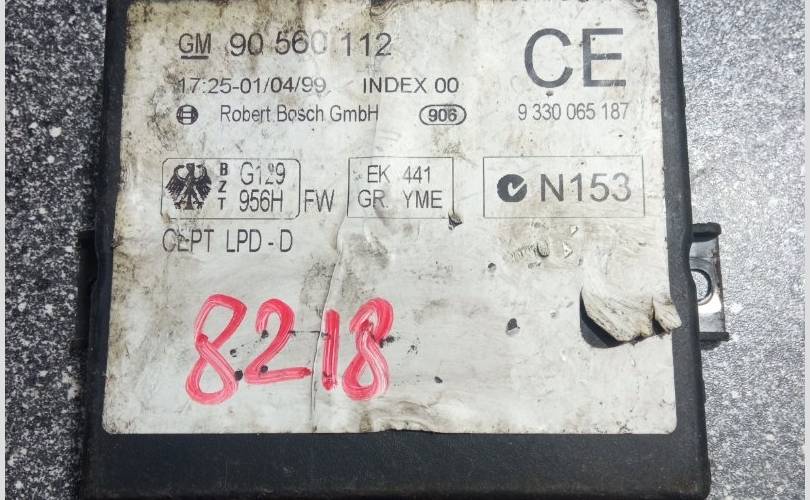 GM 90 560 112
CE
17:25-01/04/99 INDEX 00
Robert Bosch GmbH 906
9 330 065 187
BZT G129 956H FW
EK 441
GR YME
N153
CEPT LPD - D
8218